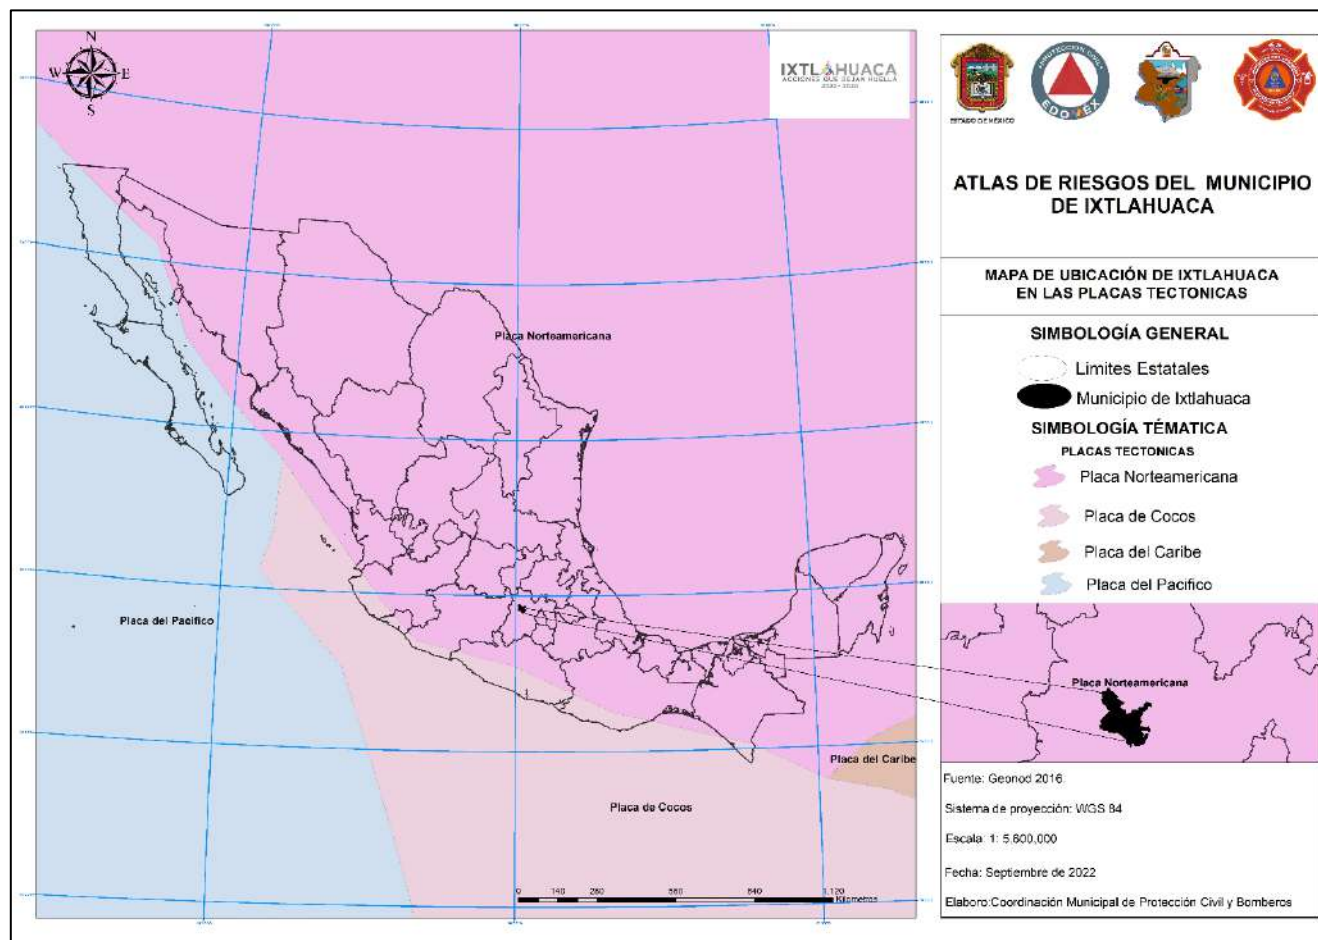 N
W E
S
IXTLAHUACA
ACCIONES QUE DEJAN HUELLA
Placa Norteamericana
Placa del Pacifico
Placa del Caribe
Placa de Cocos
0 140 280 560 840 1,120
Kilometros
ESTADO DE MÉXICO
PROTECCIÓN CIVIL
EDOMEX
ATLAS DE RIESGOS DEL MUNICIPIO
DE IXTLAHUACA
MAPA DE UBICACIÓN DE IXTLAHUACA
EN LAS PLACAS TECTONICAS
SIMBOLOGÍA GENERAL
Limites Estatales
Municipio de Ixtlahuaca
SIMBOLOGÍA TÉMATICA
PLACAS TECTONICAS
Placa Norteamericana
Placa de Cocos
Placa del Caribe
Placa del Pacifico
Placa Norteamericana
Fuente: Geonod 2016
Sistema de proyección: WGS 84
Escala: 1: 5,600,000
Fecha: Septiembre de 2022
Elaboro:Coordinación Municipal de Protección Civil y Bomberos